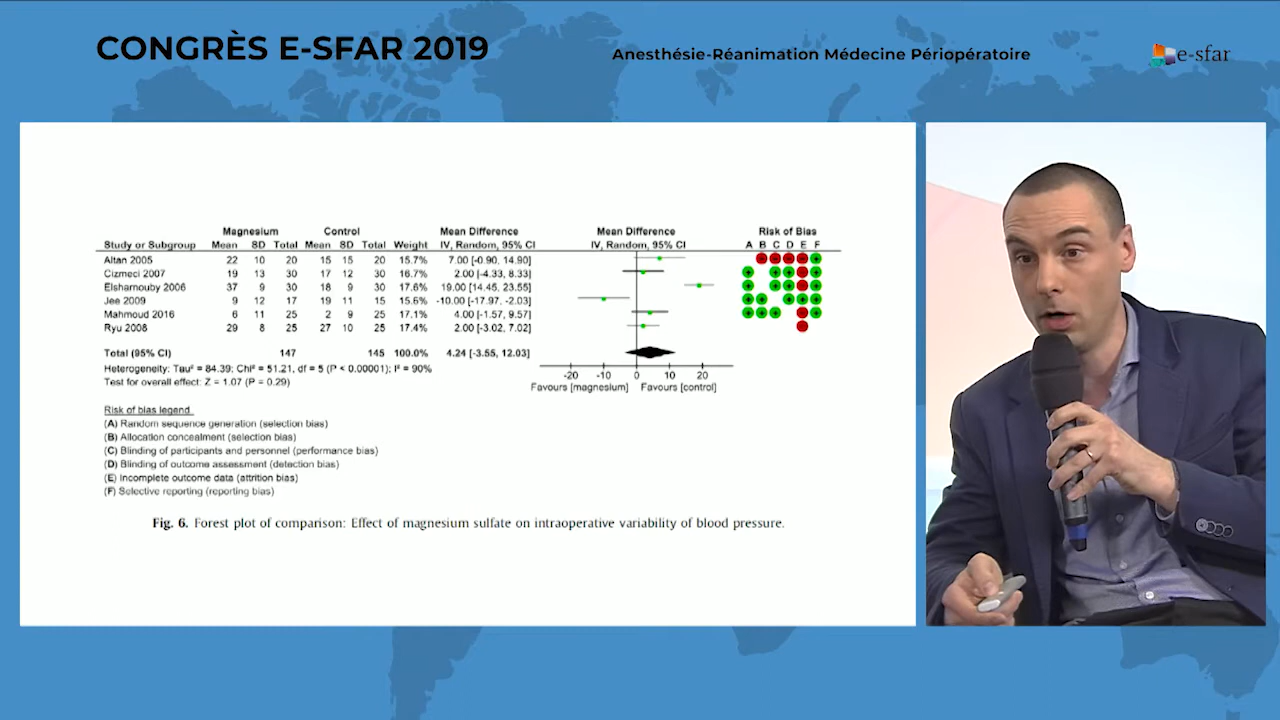 CONGRÈS E-SFAR 2019
Anesthésie-Réanimation Médecine Périopératoire
e-sfar
Magnesium Control Mean Difference Mean Difference Risk of Bias
Study or Subgroup Mean SD Total Mean SD Total Weight IV, Random, 95% CI IV, Random, 95% CI A B C D E F
Altan 2005 22 10 20 15 15 20 15.7% 7.00 [-0.90, 14.90]
Cizmeci 2007 19 13 30 17 12 30 16.7% 2.00 [-4.33, 8.33]
Elsharnouby 2006 37 9 30 18 9 30 17.6% 19.00 [14.45, 23.55]
Jee 2009 9 12 17 19 11 15 15.6% -10.00 [-17.97, -2.03]
Mahmoud 2016 6 11 25 2 9 25 17.1% 4.00 [-1.57, 9.57]
Ryu 2008 29 8 25 27 10 25 17.4% 2.00 [-3.02, 7.02]
Total (95% CI) 147 145 100.0% 4.24 [-3.55, 12.03]
Heterogeneity: Tau² = 84.39; Chi² = 51.21, df = 5 (P < 0.00001); I² = 90%
Test for overall effect: Z = 1.07 (P = 0.29)
-20 -10 0 10 20
Favours [magnesium] Favours [control]
Risk of bias legend
(A) Random sequence generation (selection bias)
(B) Allocation concealment (selection bias)
(C) Blinding of participants and personnel (performance bias)
(D) Blinding of outcome assessment (detection bias)
(E) Incomplete outcome data (attrition bias)
(F) Selective reporting (reporting bias)
Fig. 6. Forest plot of comparison: Effect of magnesium sulfate on intraoperative variability of blood pressure.